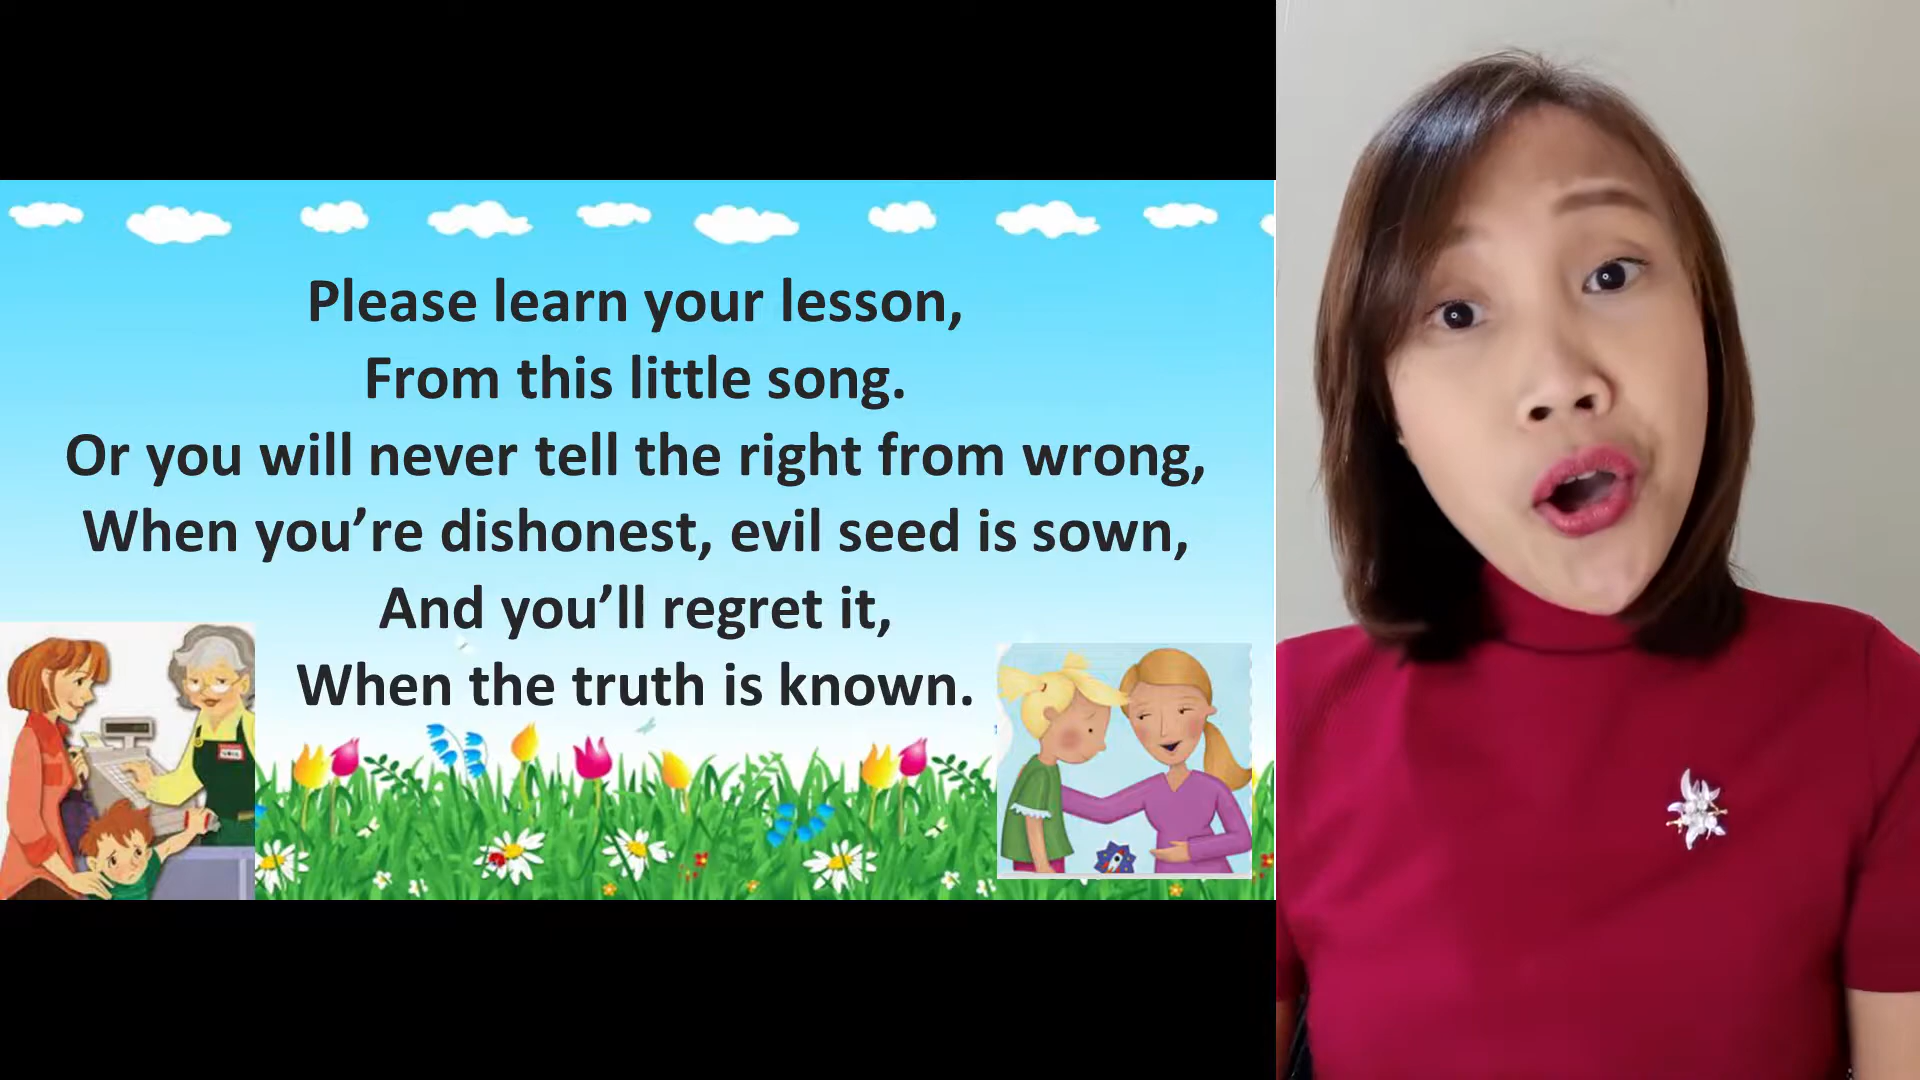 Please learn your lesson,
From this little song.
Or you will never tell the right from wrong,
When you’re dishonest, evil seed is sown,
And you’ll regret it,
When the truth is known.